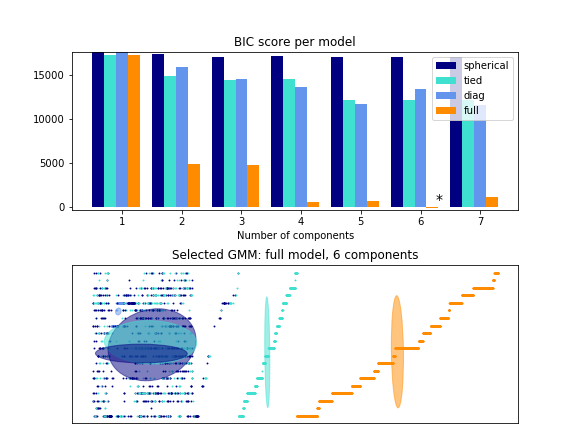 BIC score per model
15000
10000
5000
0
spherical
tied
diag
full
*
1 2 3 4 5 6 7
Number of components
Selected GMM: full model, 6 components